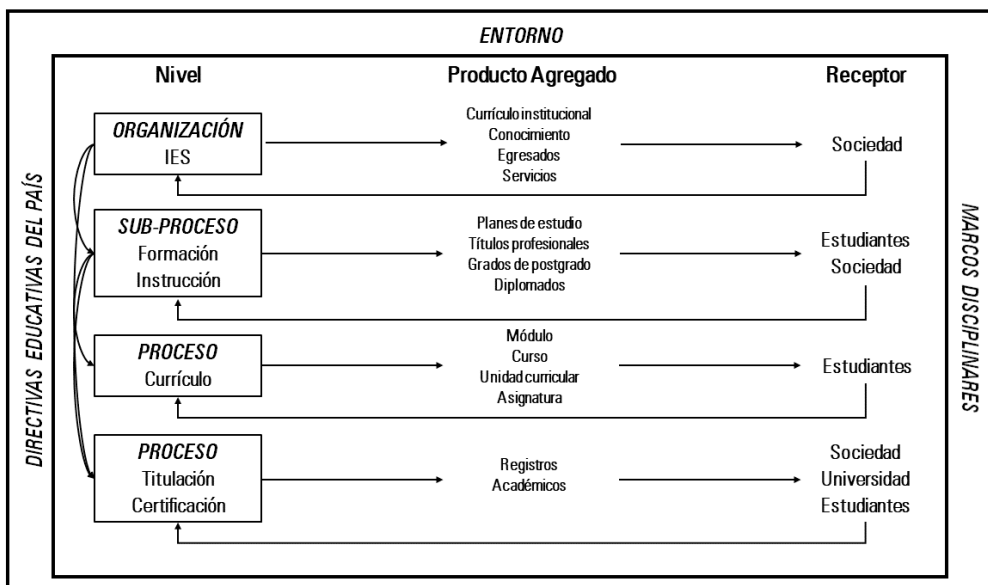 ENTORNO
DIRECTIVAS EDUCATIVAS DEL PAÍS
Nivel
Producto Agregado
Receptor
ORGANIZACIÓN
IES
Currículo institucional
Conocimiento
Egresados
Servicios
Sociedad
SUB-PROCESO
Formación
Instrucción
Planes de estudio
Títulos profesionales
Grados de postgrado
Diplomados
Estudiantes
Sociedad
PROCESO
Currículo
Módulo
Curso
Unidad curricular
Asignatura
Estudiantes
PROCESO
Titulación
Certificación
Registros
Académicos
Sociedad
Universidad
Estudiantes
MARCOS DISCIPLINARES